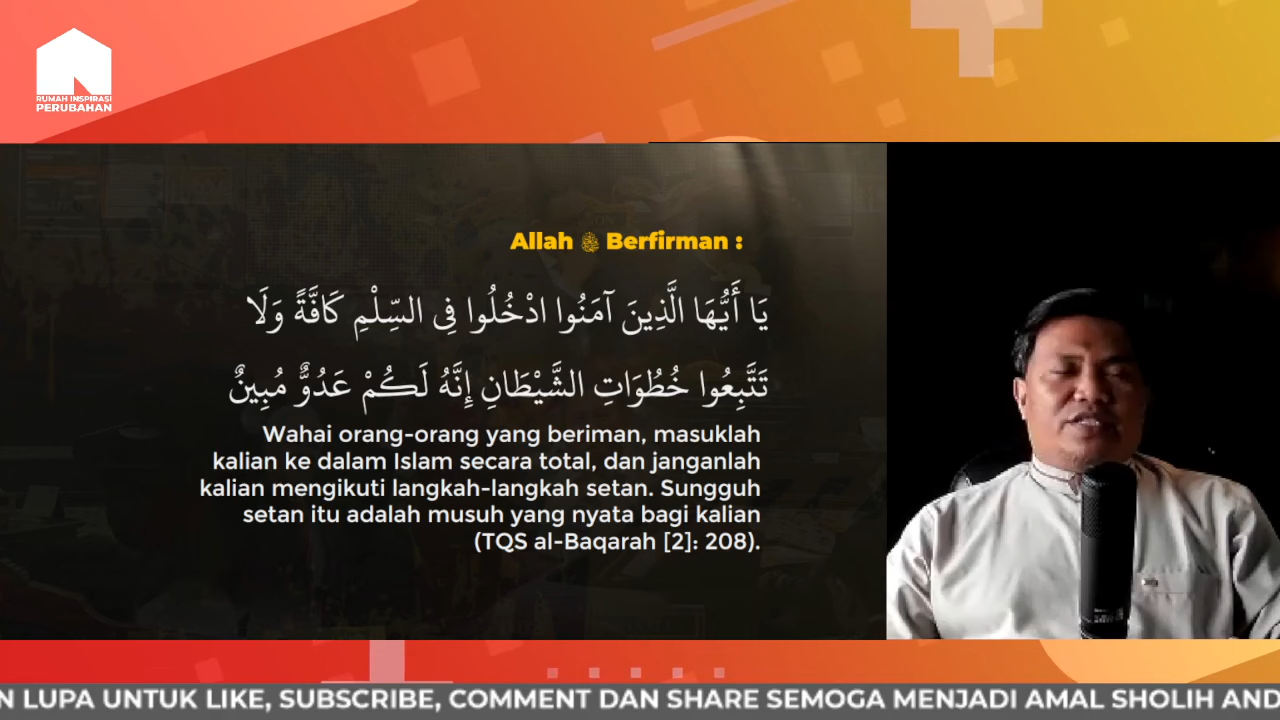 RUMAH INSPIRASI
PERUBAHAN
Allah ﷻ Berfirman :
يَا أَيُّهَا الَّذِينَ آمَنُوا ادْخُلُوا فِي السِّلْمِ كَافَّةً وَلَا
تَتَّبِعُوا خُطُوَاتِ الشَّيْطَانِ إِنَّهُ لَكُمْ عَدُوٌّ مُبِينٌ
Wahai orang-orang yang beriman, masuklah
kalian ke dalam Islam secara total, dan janganlah
kalian mengikuti langkah-langkah setan. Sungguh
setan itu adalah musuh yang nyata bagi kalian
(TQS al-Baqarah [2]: 208).
N LUPA UNTUK LIKE, SUBSCRIBE, COMMENT DAN SHARE SEMOGA MENJADI AMAL SHOLIH AND